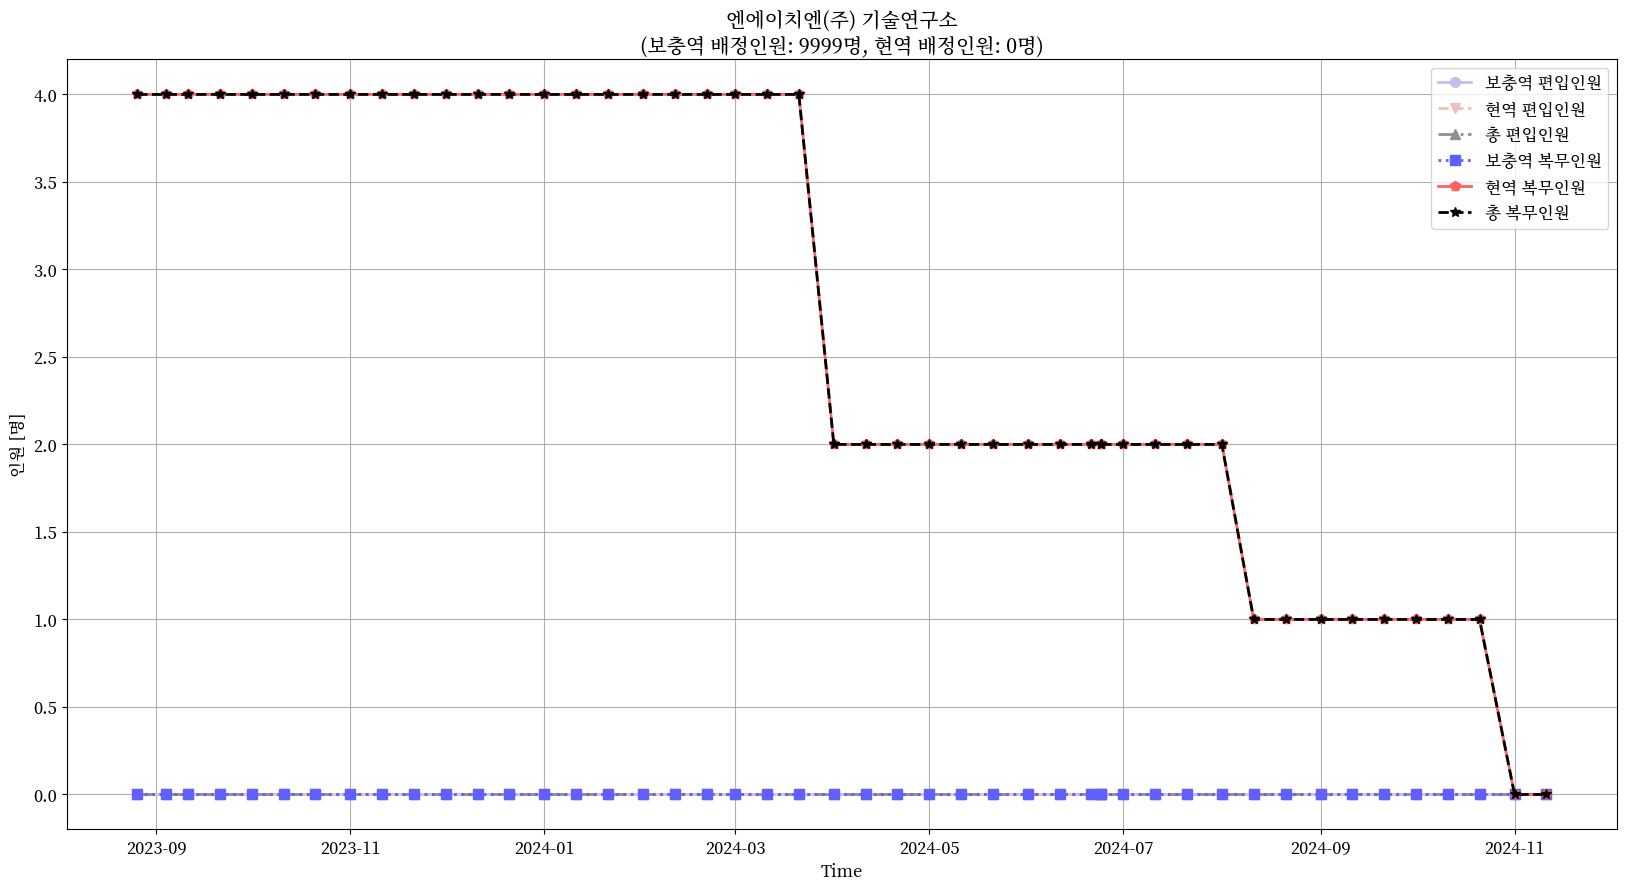 엔에이치엔(주) 기술연구소
(보충역 배정인원: 9999명, 현역 배정인원: 0명)
보충역 편입인원
현역 편입인원
총 편입인원
보충역 복무인원
현역 복무인원
총 복무인원
인원 [명]
4.0
3.5
3.0
2.5
2.0
1.5
1.0
0.5
0.0
2023-09
2023-11
2024-01
2024-03
2024-05
2024-07
2024-09
2024-11
Time